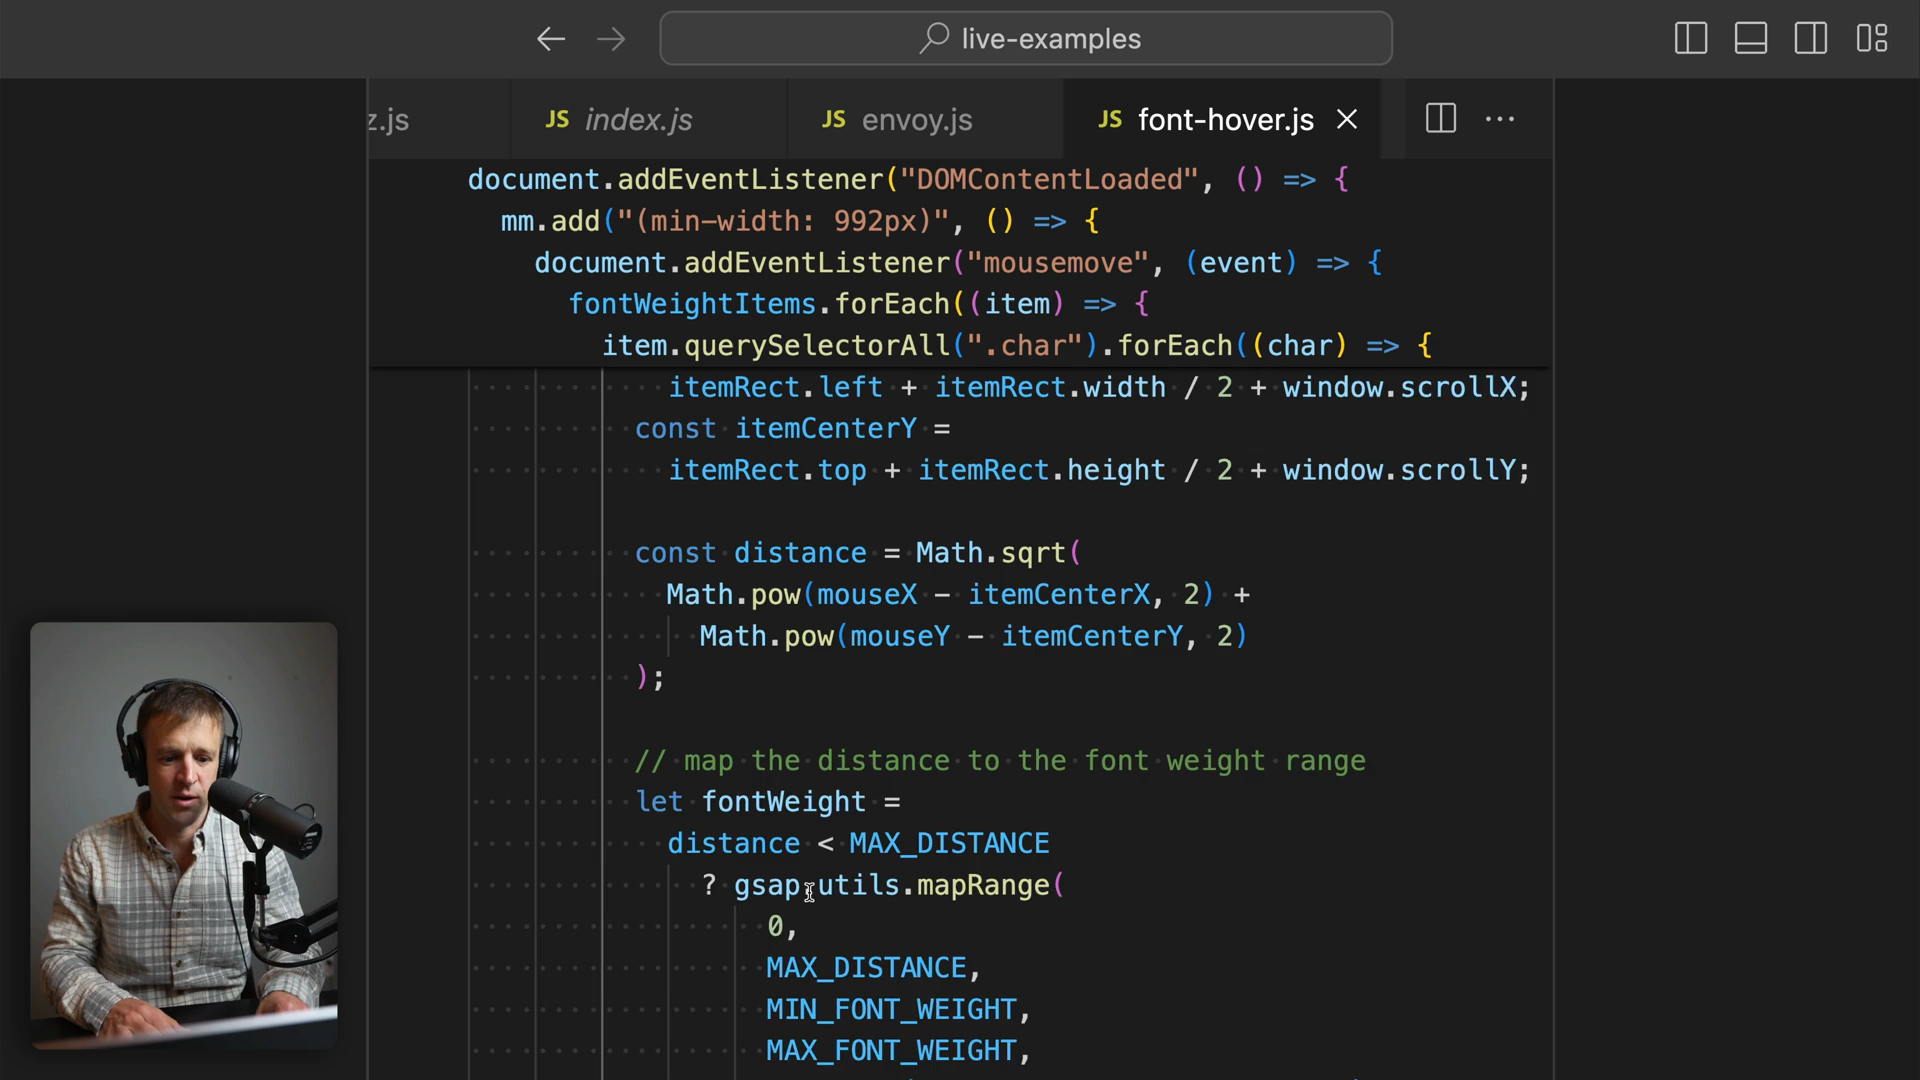 live-examples
z.js
JS index.js
JS envoy.js
JS font-hover.js
document.addEventListener("DOMContentLoaded", () => {
mm.add("(min-width: 992px)", () => {
document.addEventListener("mousemove", (event) => {
fontWeightItems.forEach((item) => {
item.querySelectorAll(".char").forEach((char) => {
itemRect.left + itemRect.width / 2 + window.scrollX;
const itemCenterY =
itemRect.top + itemRect.height / 2 + window.scrollY;
const distance = Math.sqrt(
Math.pow(mouseX - itemCenterX, 2) +
Math.pow(mouseY - itemCenterY, 2)
);
// map the distance to the font weight range
let fontWeight =
distance < MAX_DISTANCE
? gsap.utils.mapRange(
0,
MAX_DISTANCE,
MIN_FONT_WEIGHT,
MAX_FONT_WEIGHT,